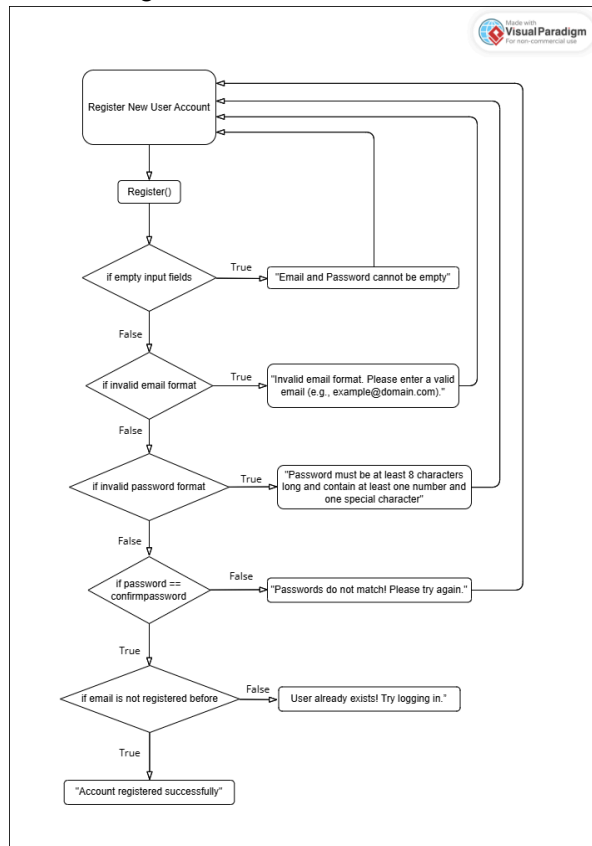 Made with
Visual Paradigm
For non-commercial use
Register New User Account
Register()
if empty input fields
True
"Email and Password cannot be empty"
False
if invalid email format
True
"Invalid email format. Please enter a valid
email (e.g., example@domain.com)."
False
if invalid password format
True
"Password must be at least 8 characters
long and contain at least one number and
one special character"
False
if password ==
confirmpassword
False
"Passwords do not match! Please try again."
True
if email is not registered before
False
User already exists! Try logging in."
True
"Account registered successfully"